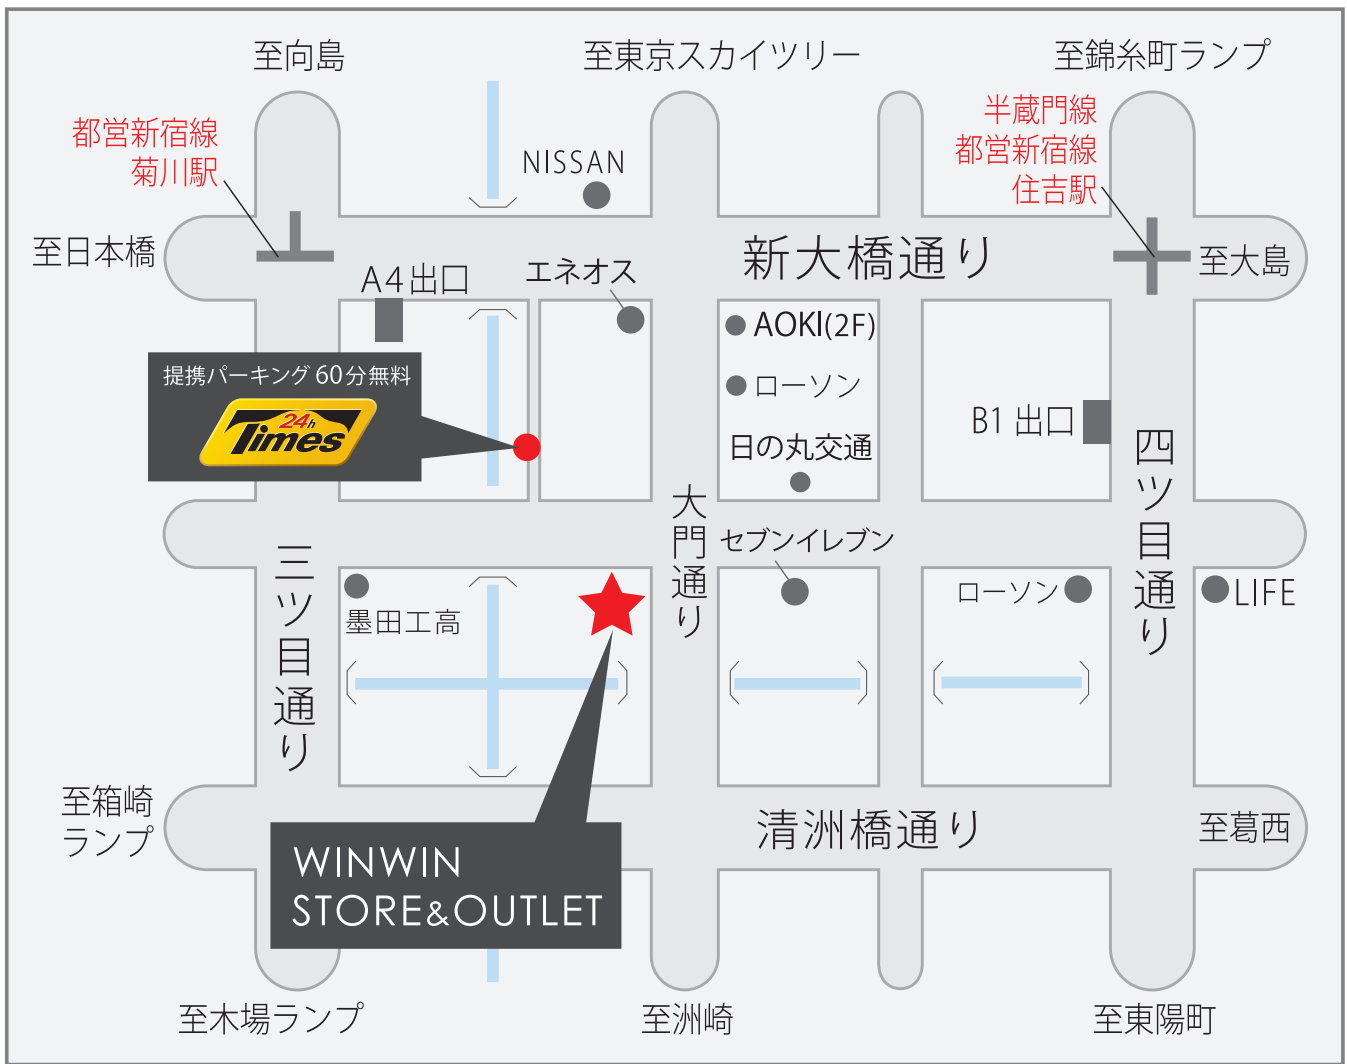 至向島
至東京スカイツリー
至錦糸町ランプ
都営新宿線
菊川駅
NISSAN
半蔵門線
都営新宿線
住吉駅
至日本橋
新大橋通り
至大島
A4出口
エネオス
AOKI(2F)
提携パーキング60分無料
24h
Times
ローソン
B1 出口
日の丸交通
四ツ目通り
大門通り
セブンイレブン
三ツ目通り
墨田工高
ローソン
LIFE
至箱崎
ランプ
清洲橋通り
至葛西
WINWIN
STORE&OUTLET
至木場ランプ
至洲崎
至東陽町